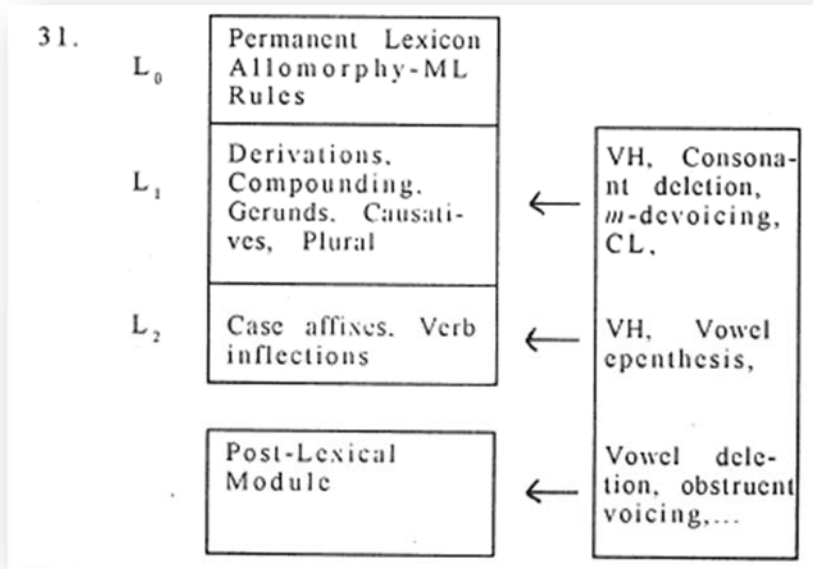 31.
L₀
Permanent Lexicon
Allomorphy-ML
Rules
L₁
Derivations.
Compounding.
Gerunds. Causati-
ves, Plural
VH, Consona-
nt deletion,
m-devoicing,
CL,
L₂
Case affixes. Verb
inflections
VH, Vowel
epenthesis,
Post-Lexical
Module
Vowel dele-
tion, obstruent
voicing,...